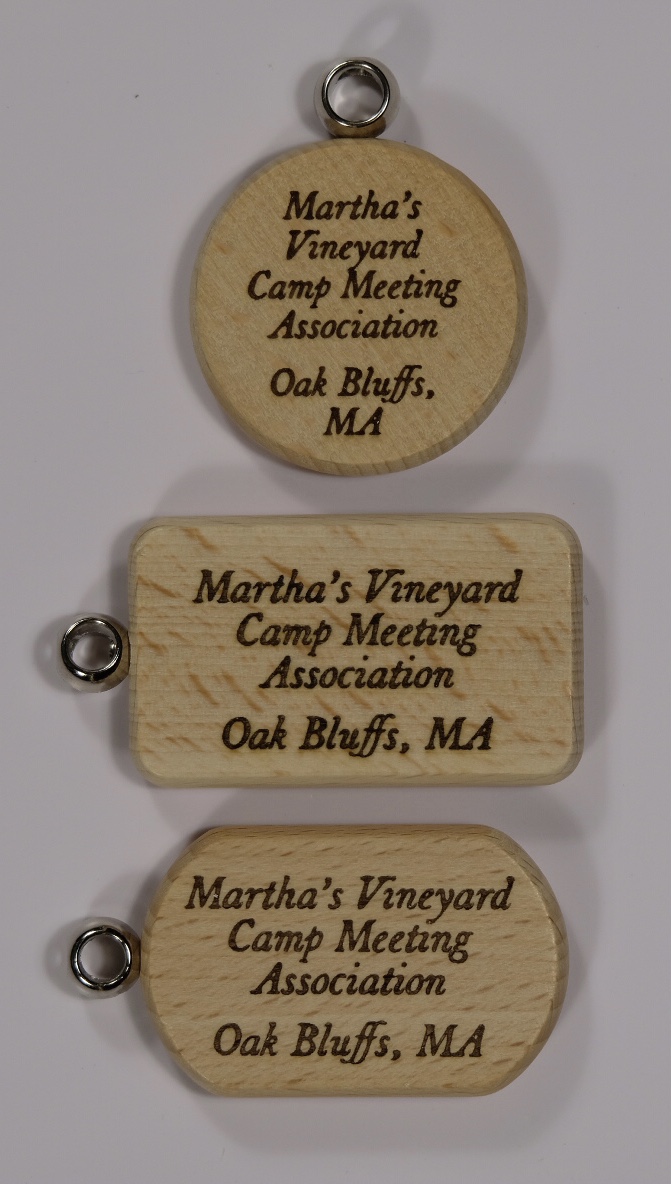 Martha's
Vineyard
Camp Meeting
Association
Oak Bluffs,
MA
Martha's Vineyard
Camp Meeting
Association
Oak Bluffs, MA
Martha's Vineyard
Camp Meeting
Association
Oak Bluffs, MA